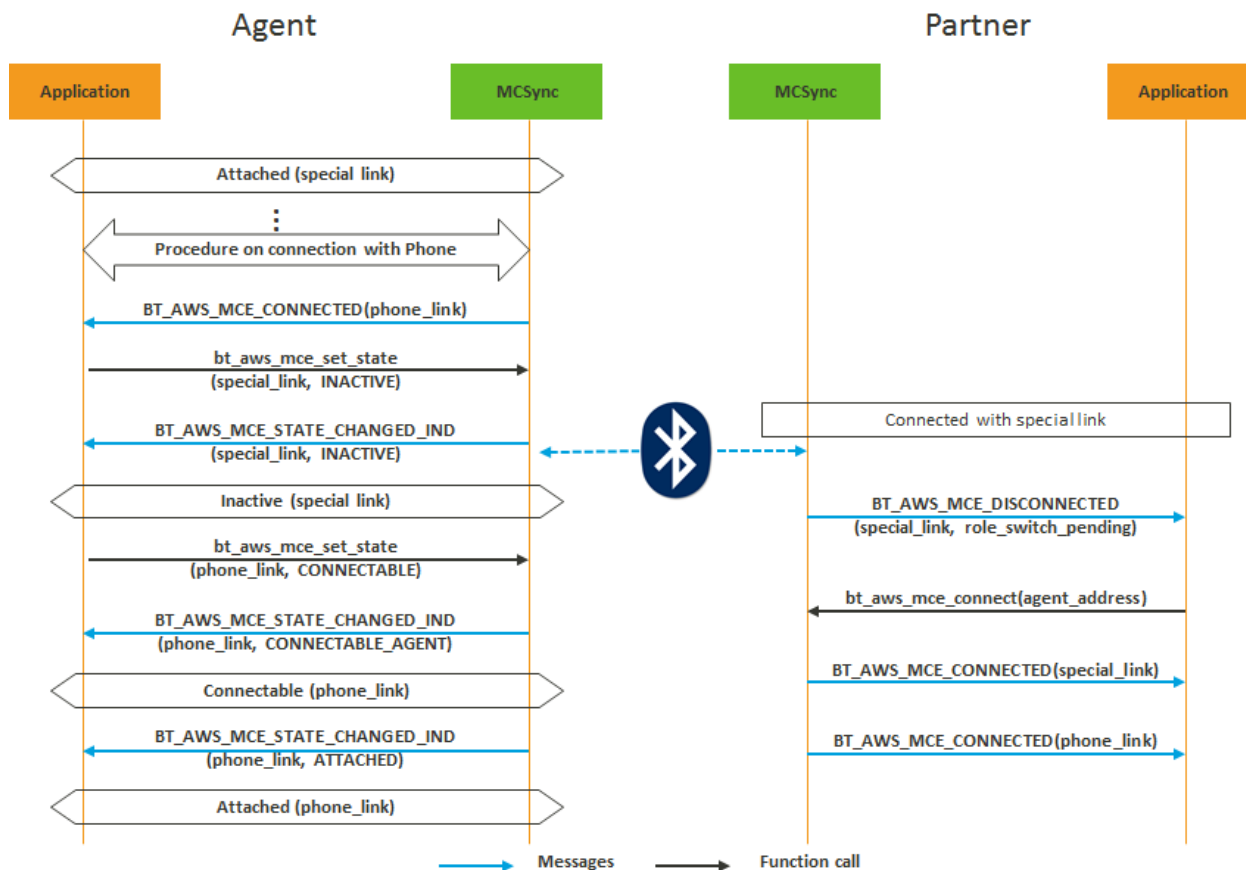 Agent
Partner
Application
MCSync
MCSync
Application
Attached (special link)
Procedure on connection with Phone
BT_AWS_MCE_CONNECTED(phone_link)
bt_aws_mce_set_state
(special_link, INACTIVE)
Connected with special link
BT_AWS_MCE_STATE_CHANGED_IND
(special_link, INACTIVE)
Inactive (special link)
BT_AWS_MCE_DISCONNECTED
(special_link, role_switch_pending)
bt_aws_mce_set_state
(phone_link, CONNECTABLE)
bt_aws_mce_connect(agent_address)
BT_AWS_MCE_STATE_CHANGED_IND
(phone_link, CONNECTABLE_AGENT)
BT_AWS_MCE_CONNECTED(special_link)
Connectable (phone_link)
BT_AWS_MCE_STATE_CHANGED_IND
(phone_link, ATTACHED)
BT_AWS_MCE_CONNECTED(phone_link)
Attached (phone_link)
Messages
Function call